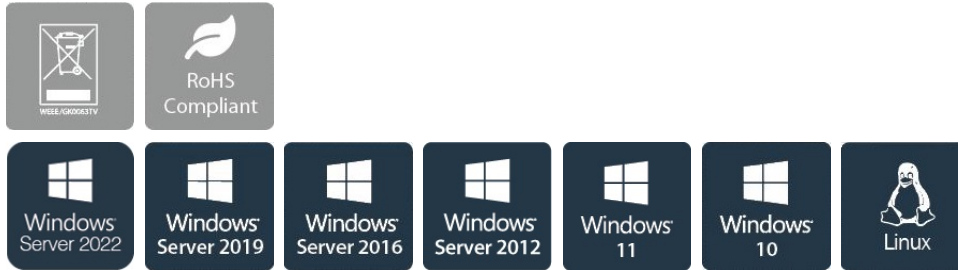 WEEE/GK0063TV
RoHS
Compliant
Windows
Server 2022
Windows
Server 2019
Windows
Server 2016
Windows
Server 2012
Windows
11
Windows
10
Linux